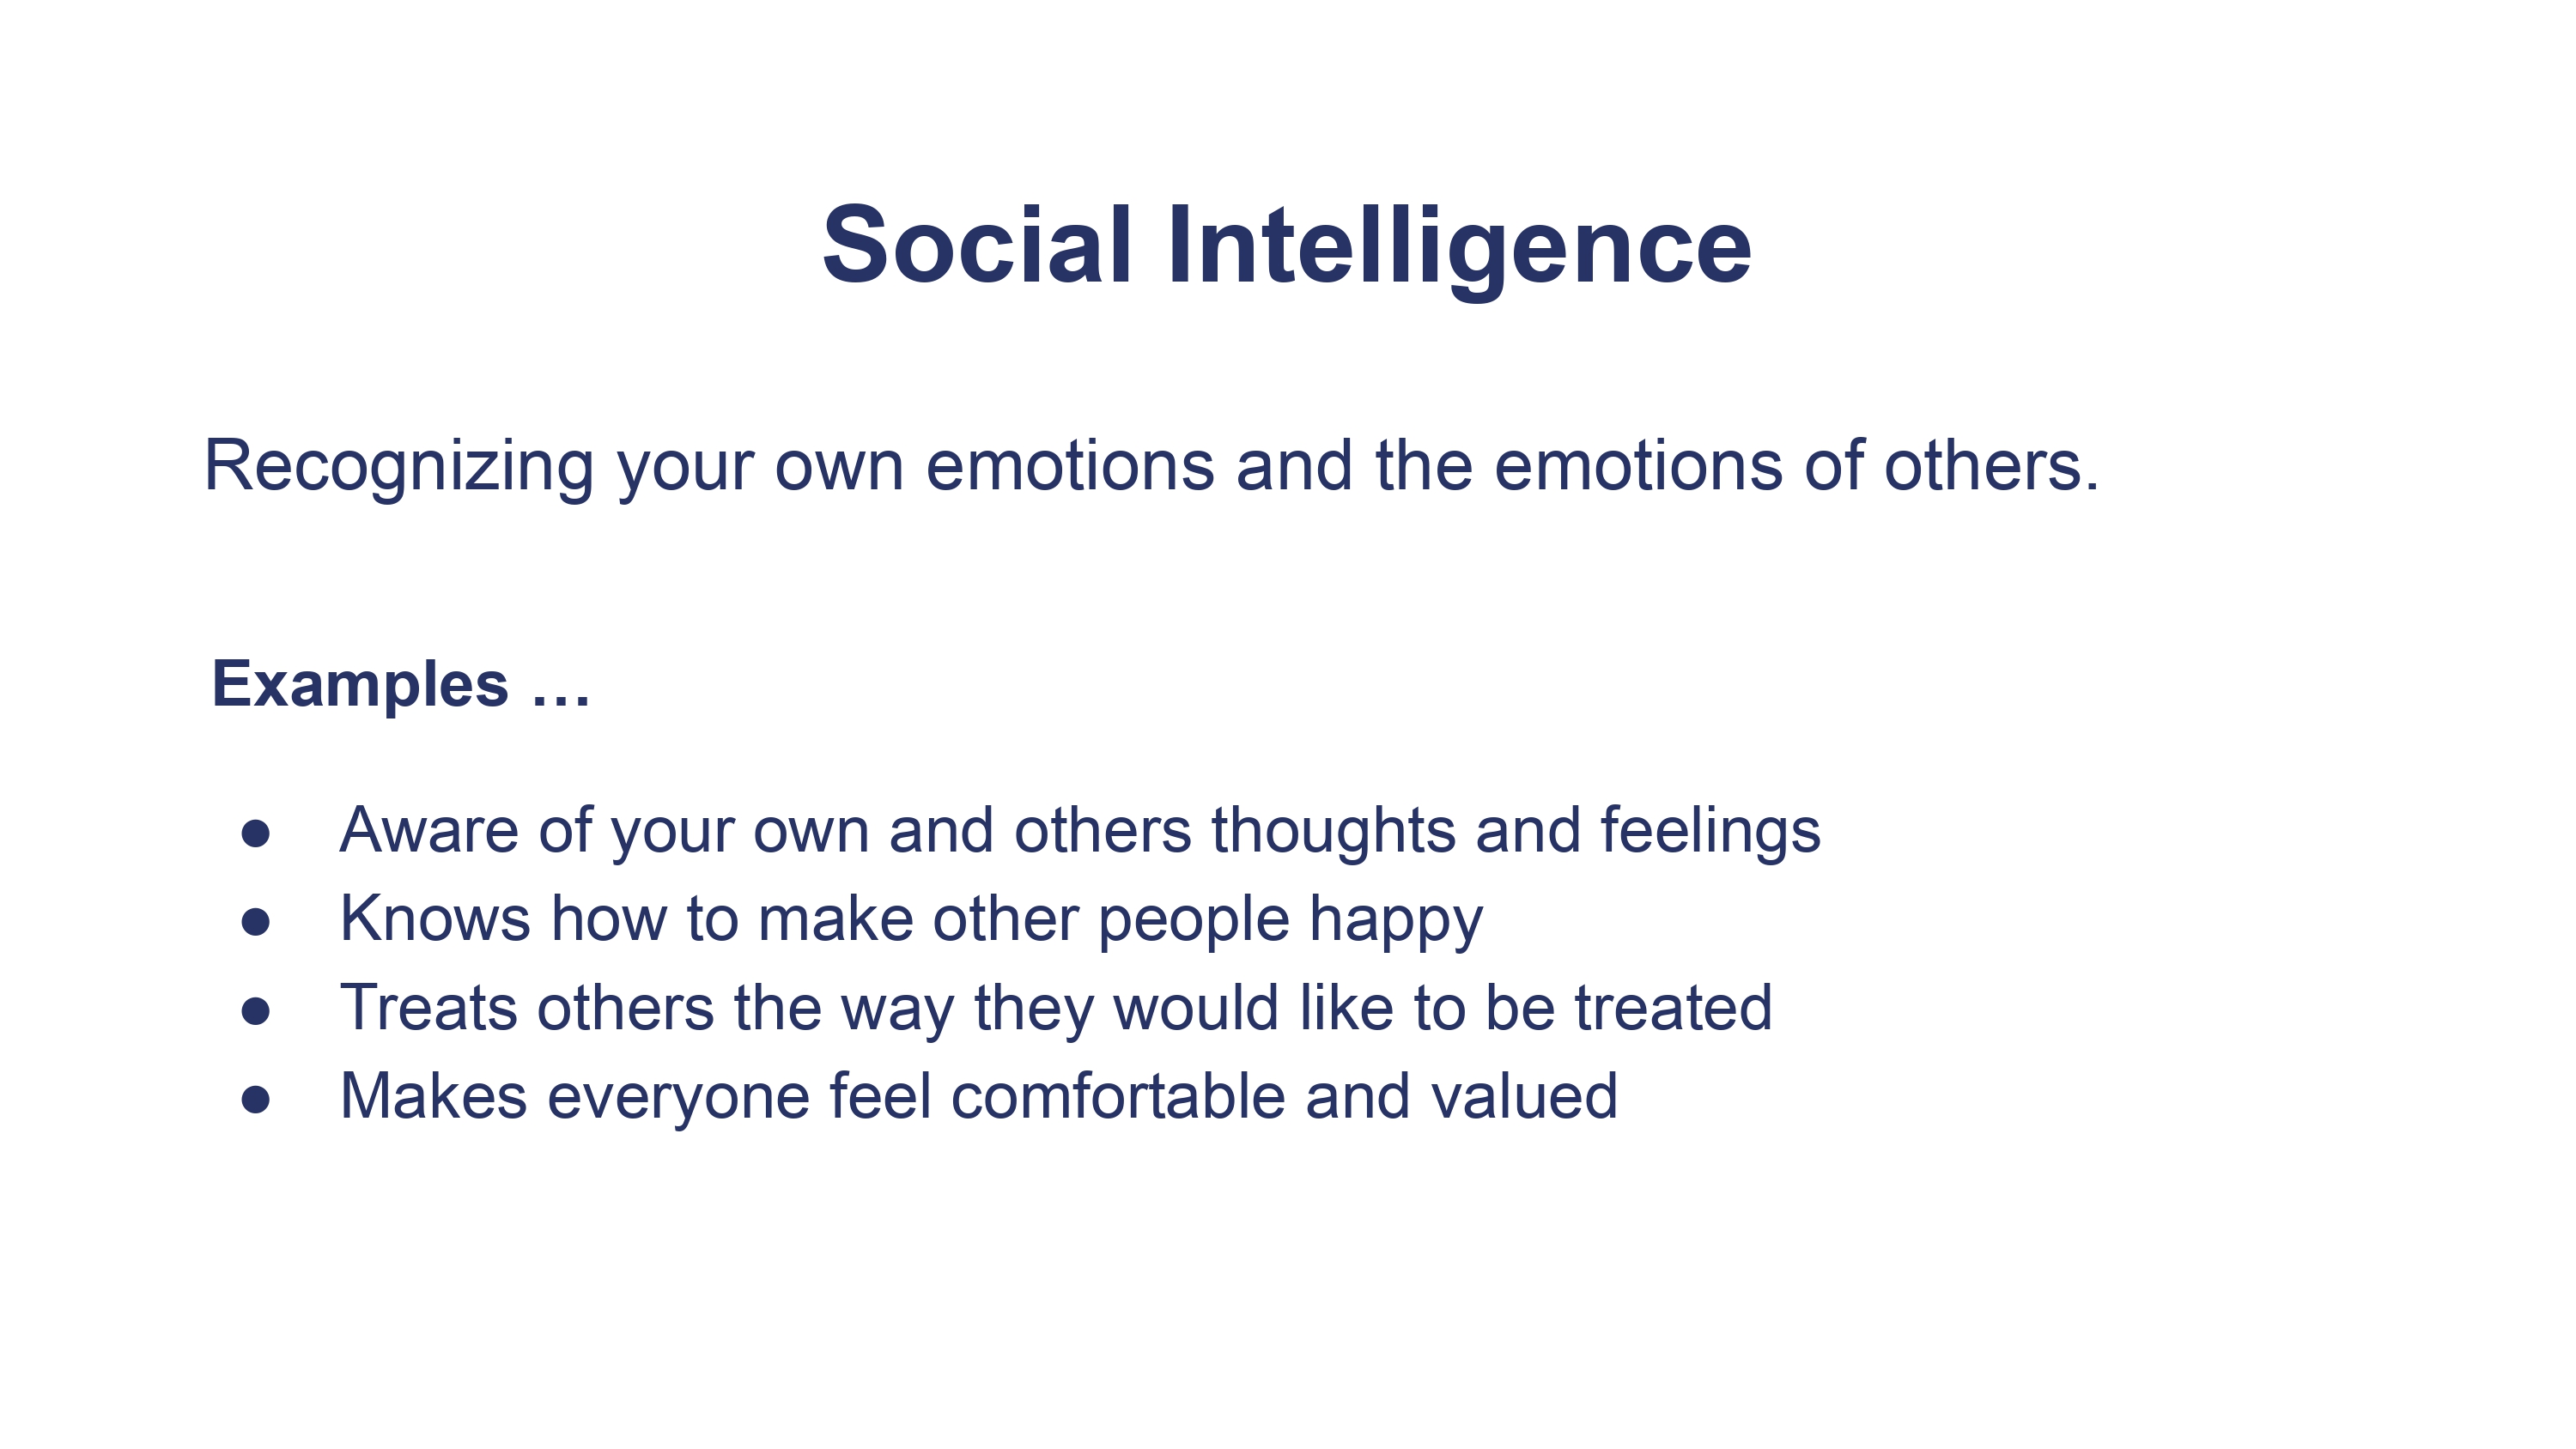 Social Intelligence
Recognizing your own emotions and the emotions of others.
Examples …
● Aware of your own and others thoughts and feelings
● Knows how to make other people happy
● Treats others the way they would like to be treated
● Makes everyone feel comfortable and valued